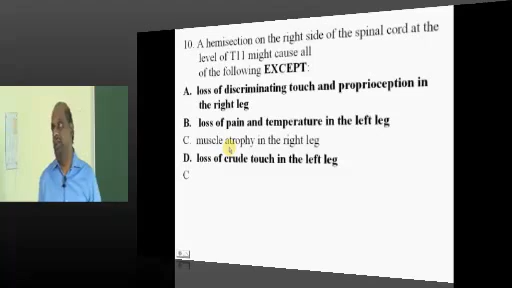 10. A hemisection on the right side of the spinal cord at the
level of T11 might cause all
of the following EXCEPT:
A. loss of discriminating touch and proprioception in
the right leg
B. loss of pain and temperature in the left leg
C. muscle atrophy in the right leg
D. loss of crude touch in the left leg
C